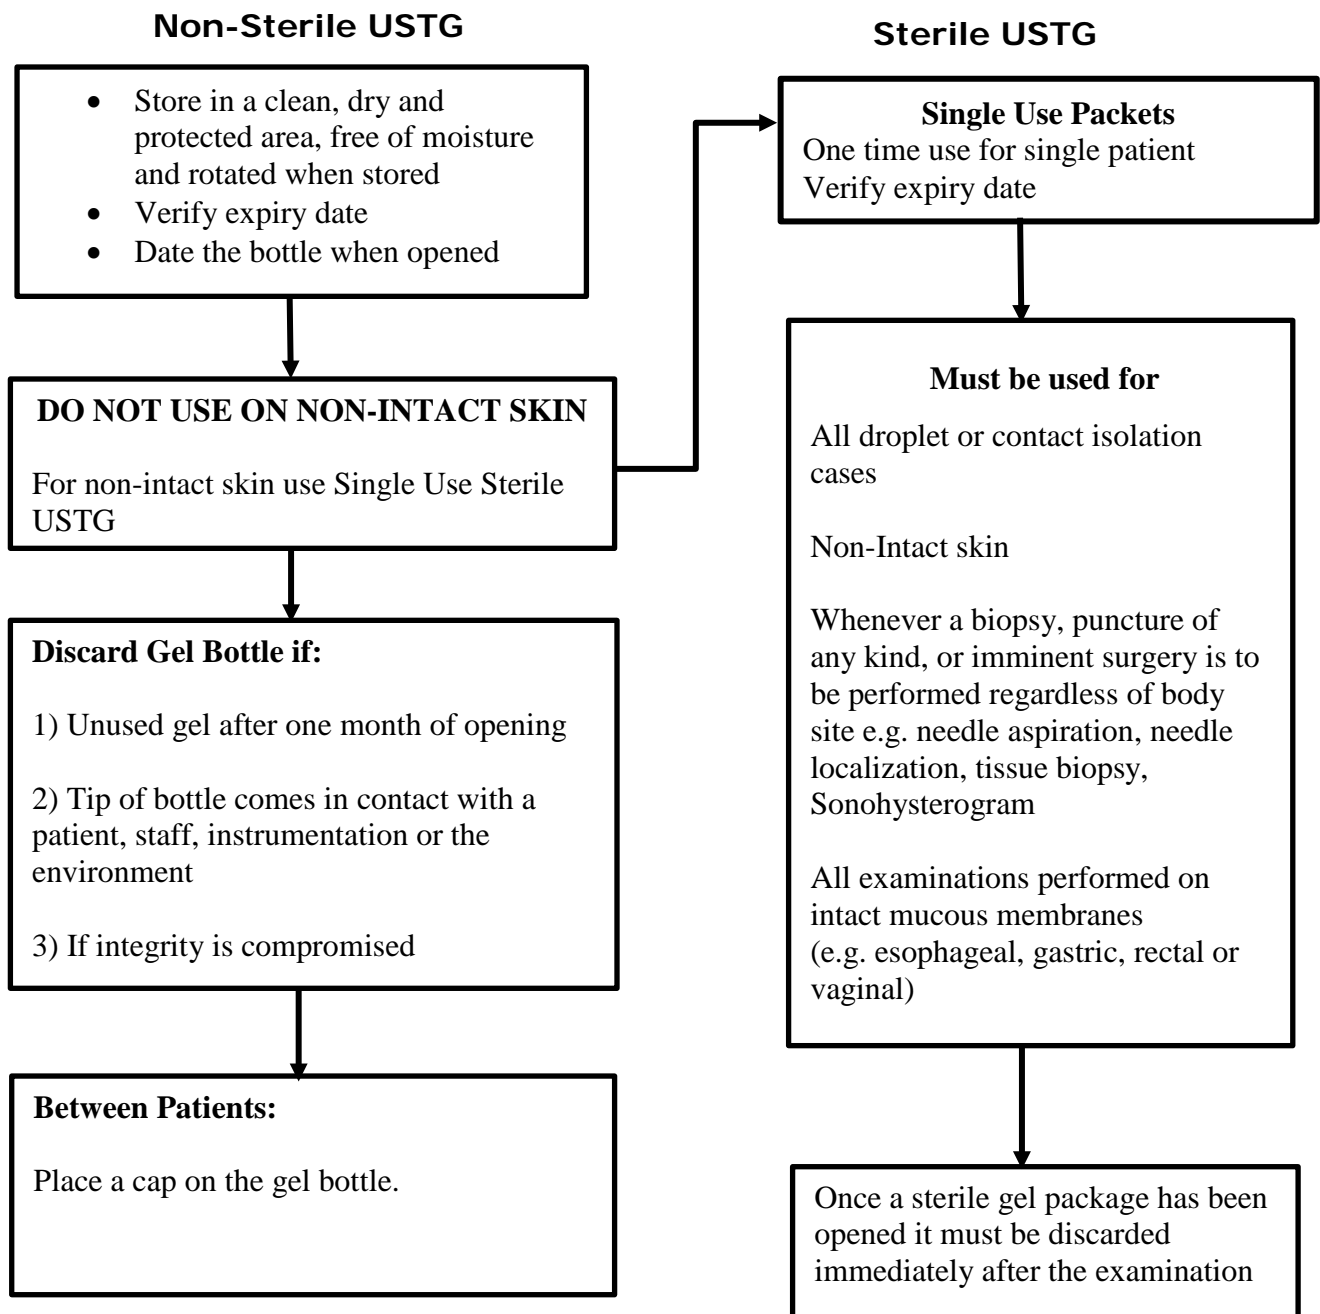 Non-Sterile USTG
• Store in a clean, dry and
protected area, free of moisture
and rotated when stored
• Verify expiry date
• Date the bottle when opened
DO NOT USE ON NON-INTACT SKIN
For non-intact skin use Single Use Sterile
USTG
Discard Gel Bottle if:
1) Unused gel after one month of opening
2) Tip of bottle comes in contact with a
patient, staff, instrumentation or the
environment
3) If integrity is compromised
Between Patients:
Place a cap on the gel bottle.
Sterile USTG
Single Use Packets
One time use for single patient
Verify expiry date
Must be used for
All droplet or contact isolation
cases
Non-Intact skin
Whenever a biopsy, puncture of
any kind, or imminent surgery is to
be performed regardless of body
site e.g. needle aspiration, needle
localization, tissue biopsy,
Sonohysterogram
All examinations performed on
intact mucous membranes
(e.g. esophageal, gastric, rectal or
vaginal)
Once a sterile gel package has been
opened it must be discarded
immediately after the examination